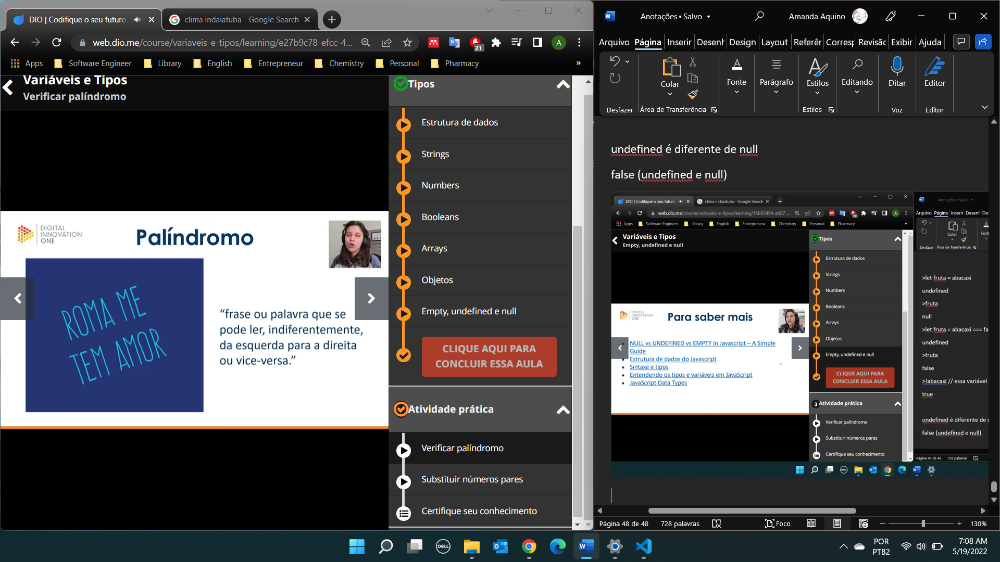 DIO | Codifique o seu futuro
clima indaiatuba - Google Search
web.dio.me/course/variaveis-e-tipos/learning/e27b9c78-efcc-4...
21
A
Apps
Software Engineer
Library
English
Entrepreneur
Chemistry
Personal
Pharmacy
»
Variáveis e Tipos
Verificar palíndromo
DIGITAL
INNOVATION
ONE
Palíndromo
ROMA ME
TEM AMOR
“frase ou palavra que se
pode ler, indiferentemente,
da esquerda para a direita
ou vice-versa.”
Tipos
Estrutura de dados
Strings
Numbers
Booleans
Arrays
Objetos
Empty, undefined e null
CLIQUE AQUI PARA
CONCLUIR ESSA AULA
Atividade prática
Verificar palíndromo
Substituir números pares
Certifique seu conhecimento
Anotações • Salvo
Amanda Aquino
Arquivo
Página
Inserir
Desenh
Design
Layout
Referên
Corresp
Revisão
Exibir
Ajuda
Colar
Fonte
Parágrafo
Estilos
Editando
Ditar
Editor
Desfazer
Área de Transferência
Estilos
Voz
Editor
undefined é diferente de null
false (undefined e null)
DIO | Codifique o seu futuro
clima indaiatuba - Google Search
web.dio.me/course/variaveis-e-tipos/learning/16b92494-ab87-...
19
A
Apps
Software Engineer
Library
English
Entrepreneur
Chemistry
Personal
Pharmacy
»
Variáveis e Tipos
Empty, undefined e null
DIGITAL
INNOVATION
ONE
Para saber mais
NULL vs UNDEFINED vs EMPTY In Javascript – A Simple
Guide
Estrutura de dados do Javascript
Sintaxe e tipos
Entendendo os tipos e variáveis em JavaScript
JavaScript Data Types
Tipos
Estrutura de dados
Strings
Numbers
Booleans
Arrays
Objetos
Empty, undefined e null
CLIQUE AQUI PARA
CONCLUIR ESSA AULA
3 Atividade prática
Verificar palíndromo
Substituir números pares
Certifique seu conhecimento
Anotações • Salvo
Arquivo
Página
Inserir
Desenh
De
Colar
Font
Desfazer
Área de Transferência
>let fruta = abacaxi
undefined
>fruta
null
>let fruta = abacaxi === fa
undefined
>fruta
false
>!abacaxi // essa variável
true
undefined é diferente de
false (undefined e null)
Página 48 de 48
728 palavras
DELL
Página 48 de 48
728 palavras
Foco
130%
DELL
POR
PTB2
7:08 AM
5/19/2022